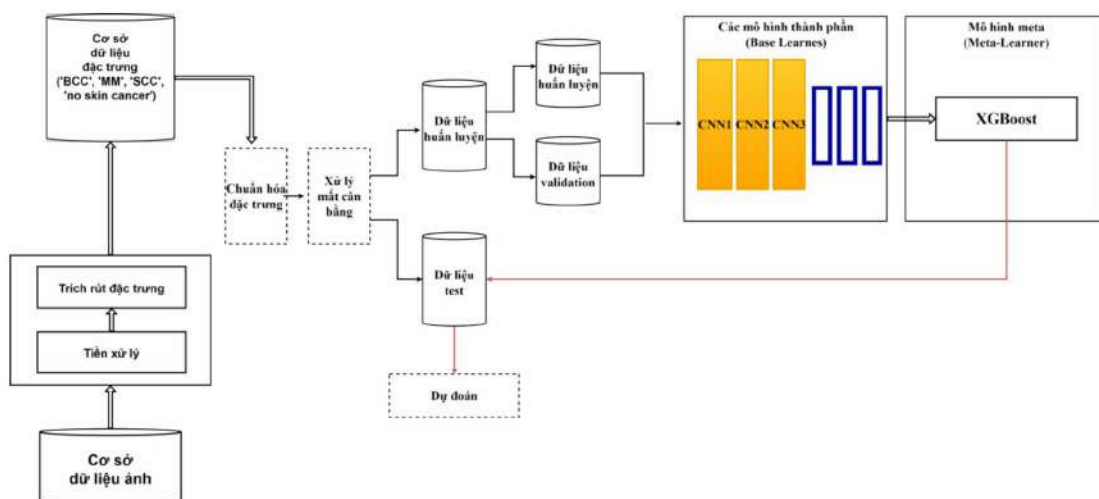 Cơ sở
dữ liệu
đặc trưng
('BCC', 'MM', 'SCC',
'no skin cancer')
Trích rút đặc trưng
Tiền xử lý
Cơ sở
dữ liệu ảnh
Chuẩn hóa
đặc trưng
Xử lý
mất cân
bằng
Dữ liệu
huấn luyện
Dữ liệu
huấn luyện
Dữ liệu
validation
Dữ liệu
test
Dự đoán
Các mô hình thành phần
(Base Learnes)
CNN1
CNN2
CNN3
Mô hình meta
(Meta-Learner)
XGBoost